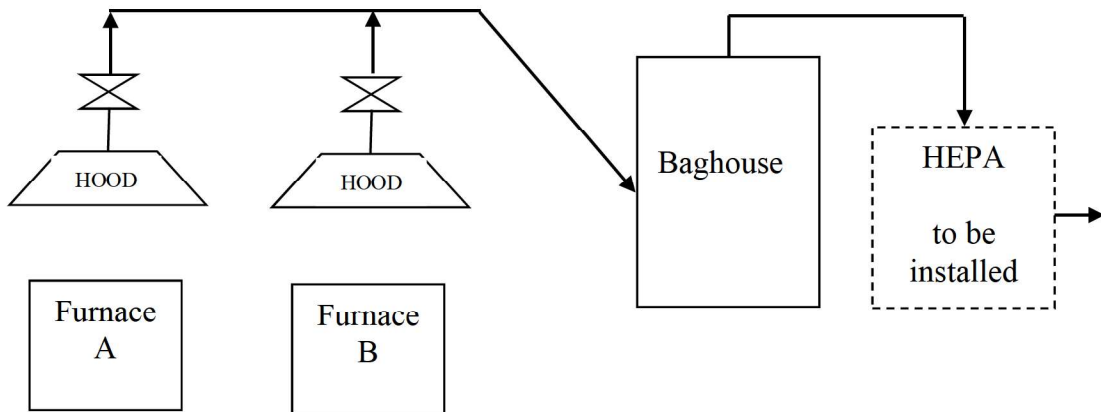 HOOD
HOOD
Furnace
A
Furnace
B
Baghouse
HEPA
to be
installed